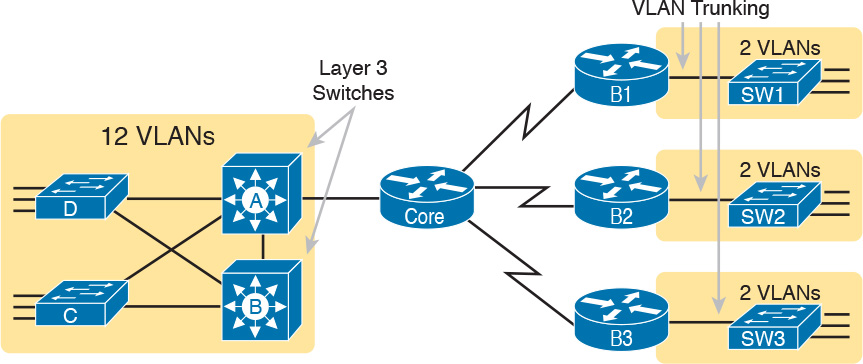 VLAN Trunking
2 VLANs
B1
SW1
Layer 3
Switches
12 VLANs
D
A
Core
2 VLANs
B2
SW2
C
B
2 VLANs
B3
SW3